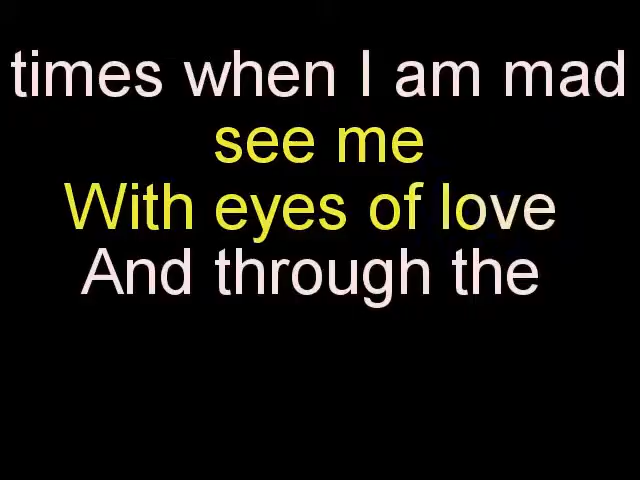 times when I am mad
see me
With eyes of love
And through the